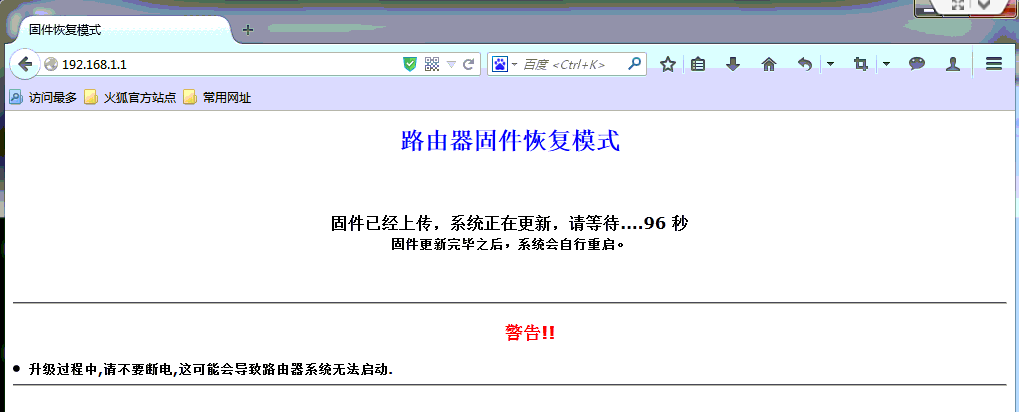 固件恢复模式
192.168.1.1
百度 <Ctrl+K>
访问最多 火狐官方站点 常用网址
路由器固件恢复模式
固件已经上传，系统正在更新，请等待....96 秒
固件更新完毕之后，系统会自行重启。
警告!!
升级过程中,请不要断电,这可能会导致路由器系统无法启动.